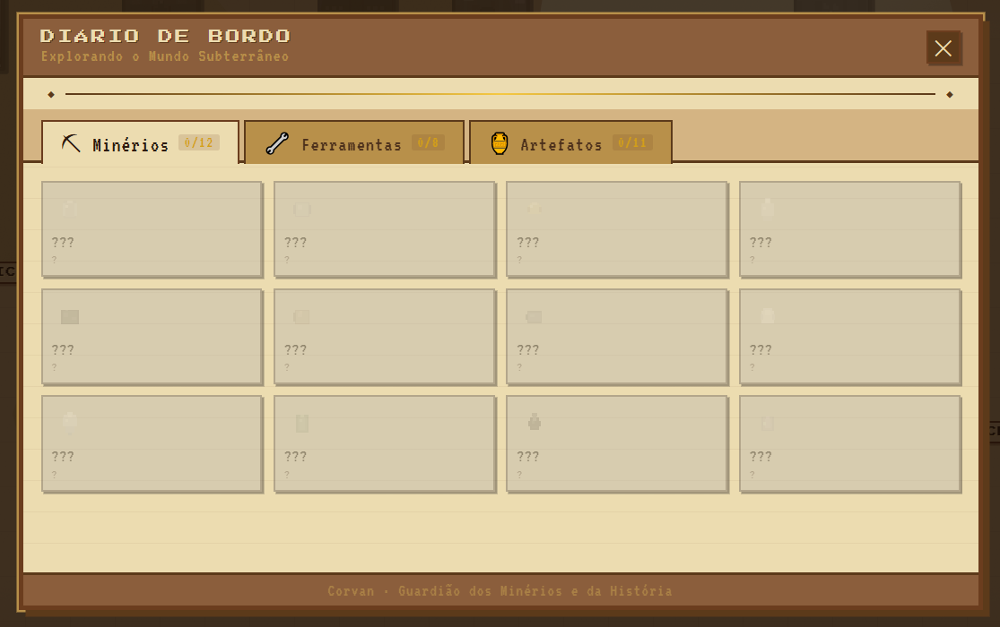 DIÁRIO DE BORDO
Explorando o Mundo Subterrâneo
Minérios 0/12
Ferramentas 0/8
Artefatos 0/11
??? ??? ??? ???
? ? ? ?
??? ??? ??? ???
? ? ? ?
??? ??? ??? ???
? ? ? ?
Corvan · Guardião dos Minérios e da História